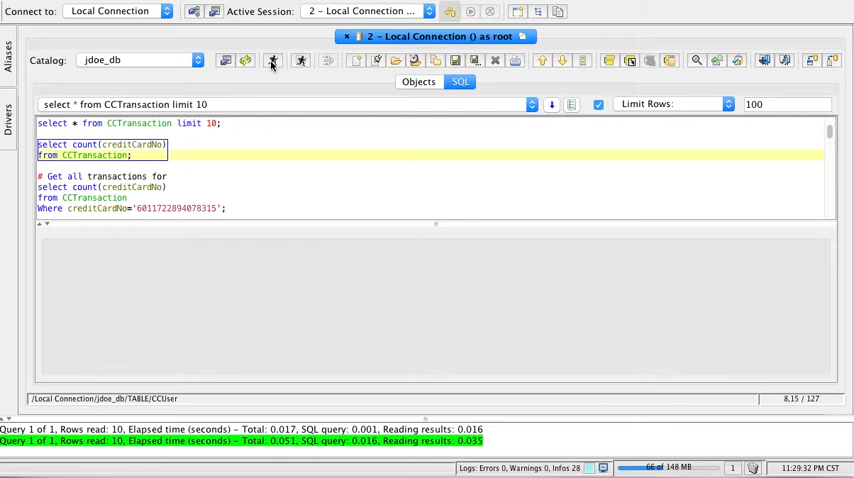 Connect to: Local Connection Active Session: 2 – Local Connection ...
× 2 – Local Connection () as root
Catalog: jdoe_db
Objects SQL
select * from CCTransaction limit 10 Limit Rows: 100
select * from CCTransaction limit 10;
select count(creditCardNo)
from CCTransaction;
# Get all transactions for
select count(creditCardNo)
from CCTransaction
Where creditCardNo='6011722894078315';
/Local Connection/jdoe_db/TABLE/CCUser 8,15 / 127
Query 1 of 1, Rows read: 10, Elapsed time (seconds) – Total: 0.017, SQL query: 0.001, Reading results: 0.016
Query 1 of 1, Rows read: 10, Elapsed time (seconds) – Total: 0.051, SQL query: 0.016, Reading results: 0.035
Logs: Errors 0, Warnings 0, Infos 28 66 of 148 MB 1 11:29:32 PM CST
Aliases
Drivers